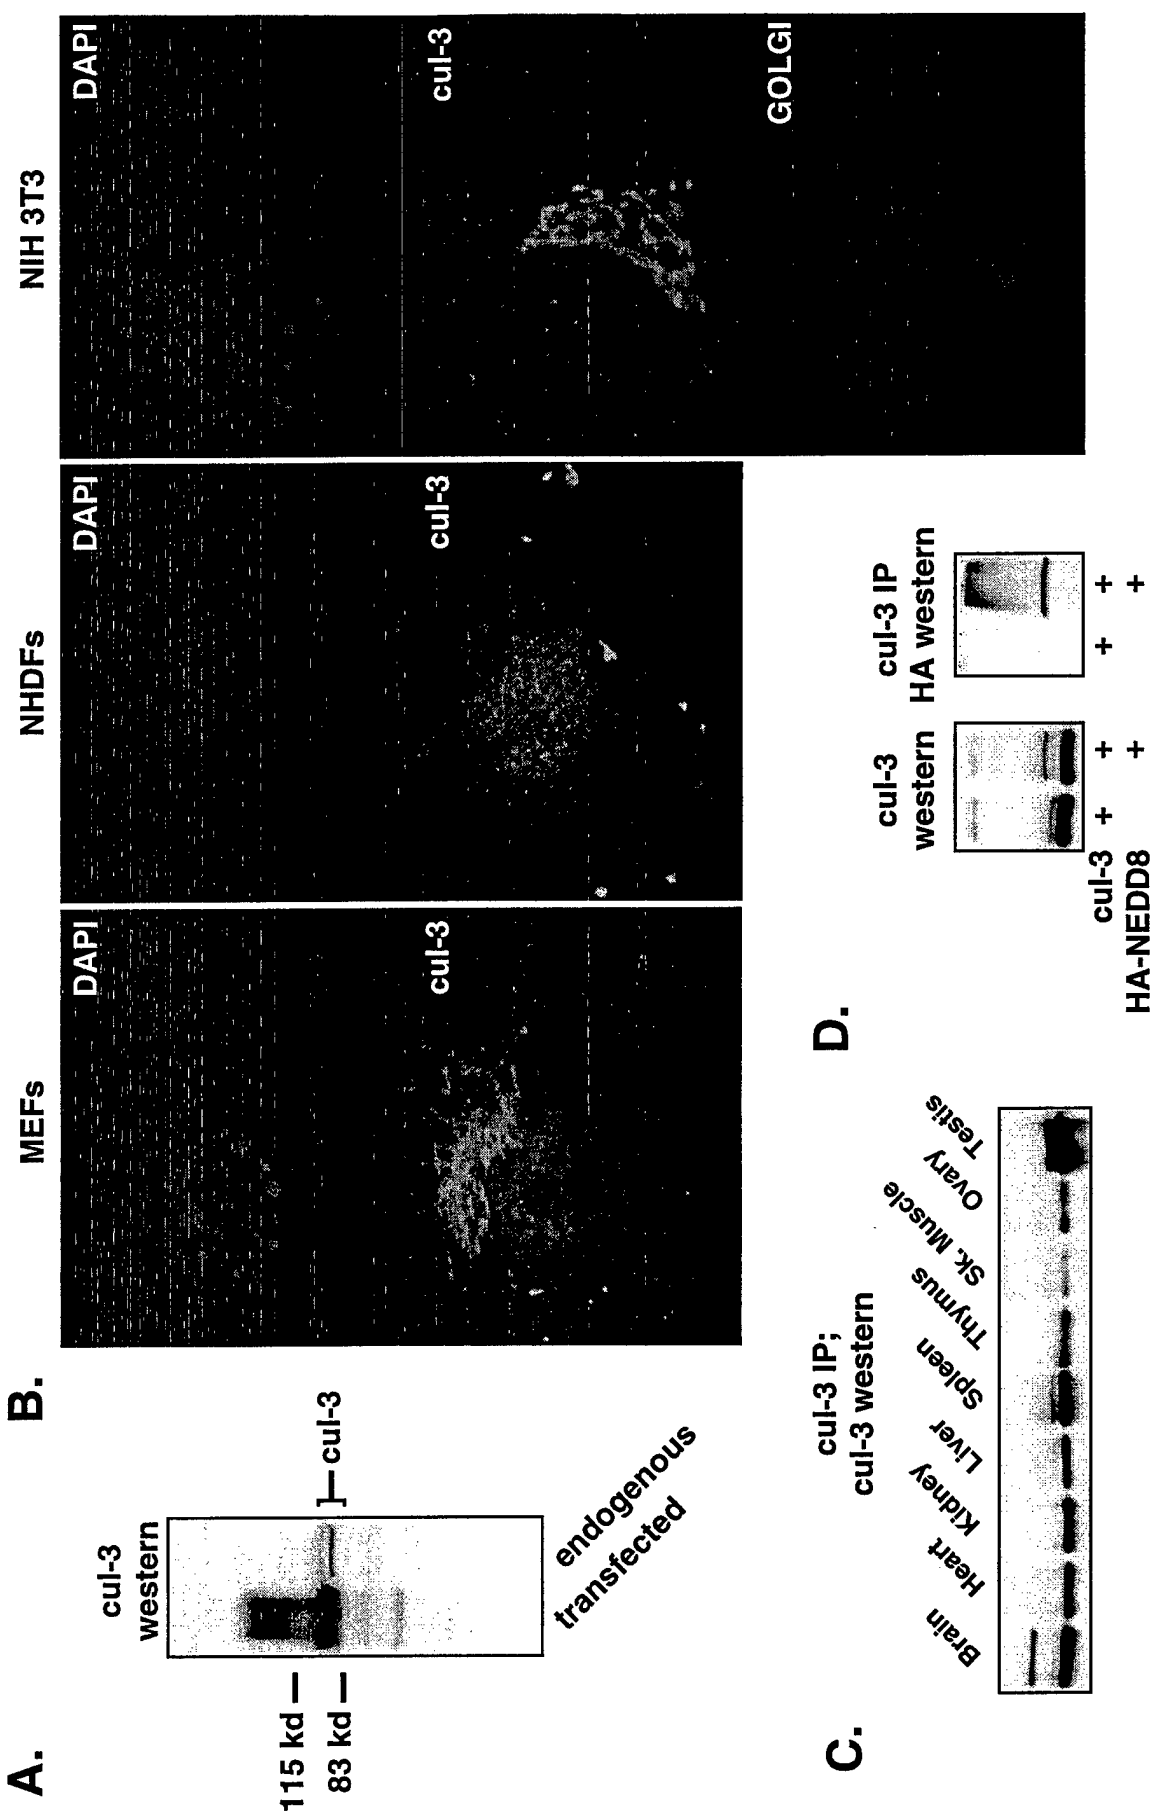 A.
cul-3
western
115 kd
83 kd
cul-3
endogenous
transfected
B.
MEFs
NHDFs
NIH 3T3
DAPI
DAPI
DAPI
cul-3
cul-3
cul-3
GOLGI
C.
cul-3 IP;
cul-3 western
Brain
Heart
Kidney
Liver
Spleen
Thymus
Sk. Muscle
Ovary
Testis
D.
cul-3
western
cul-3 IP
HA western
cul-3 + + + +
HA-NEDD8 + +